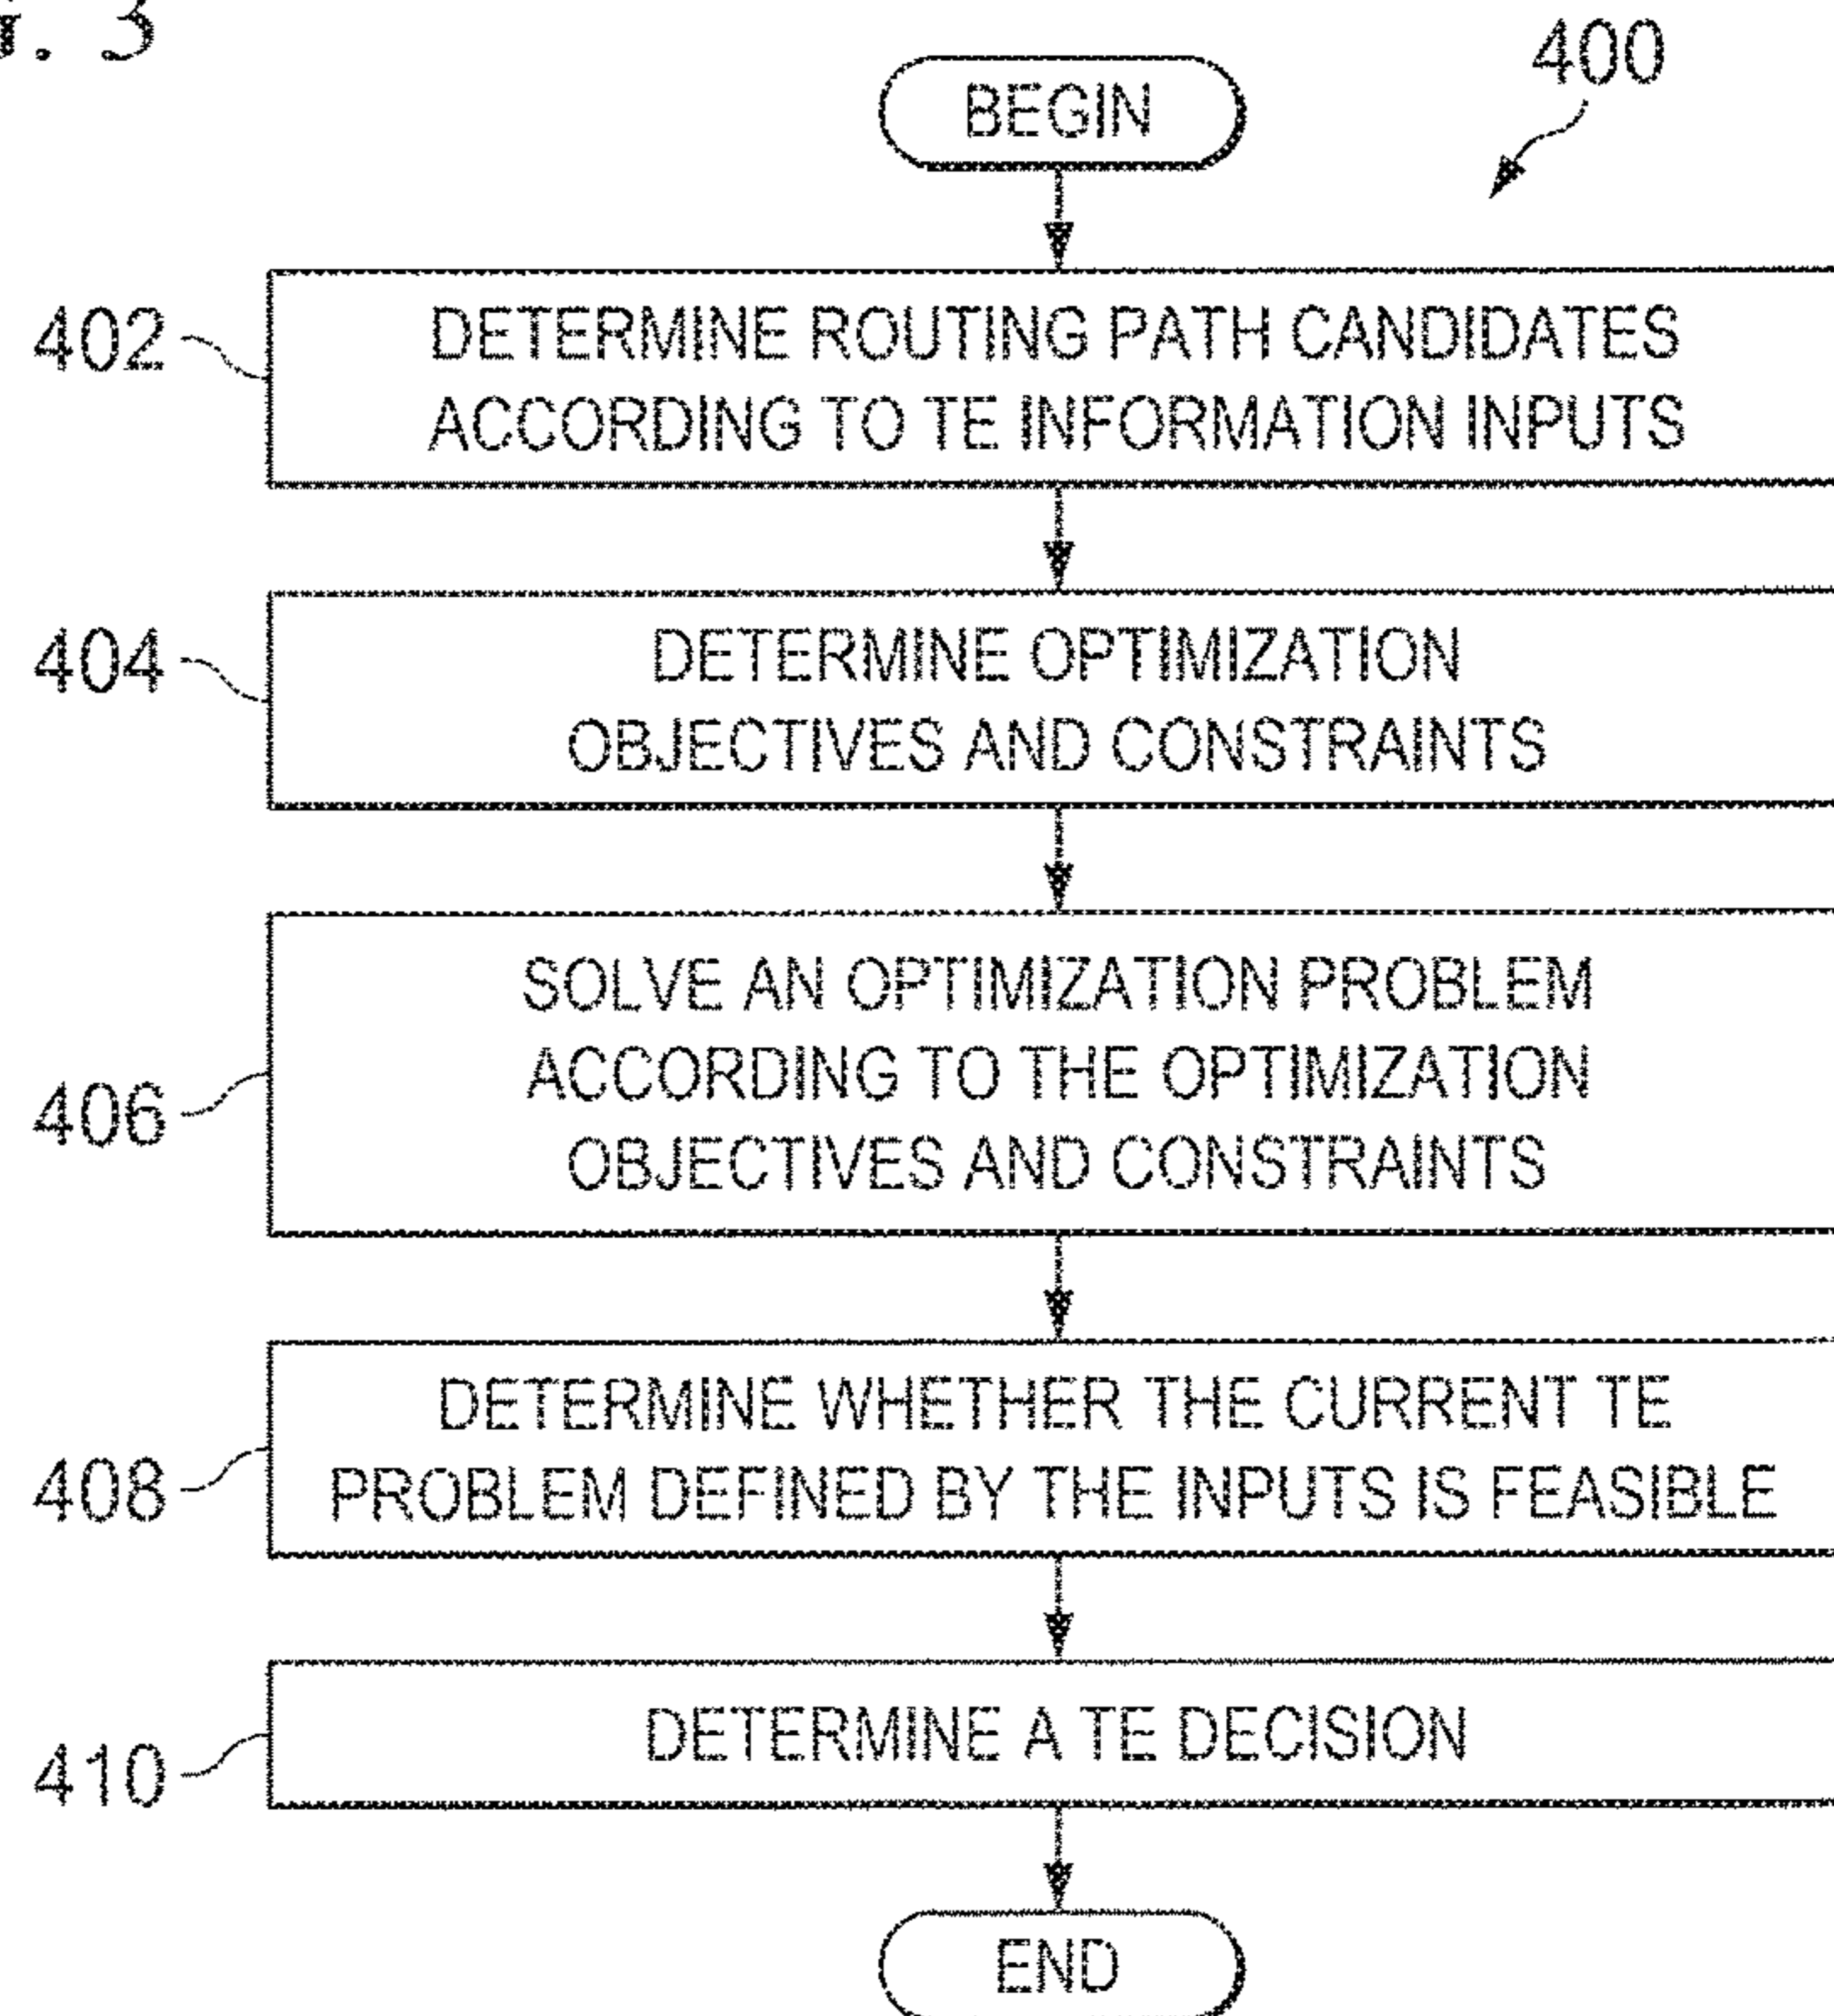 . 3
400
BEGIN
402
DETERMINE ROUTING PATH CANDIDATES
ACCORDING TO TE INFORMATION INPUTS
404
DETERMINE OPTIMIZATION
OBJECTIVES AND CONSTRAINTS
SOLVE AN OPTIMIZATION PROBLEM
ACCORDING TO THE OPTIMIZATION
406
OBJECTIVES AND CONSTRAINTS
DETERMINE WHETHER THE CURRENT TE
408
PROBLEM DEFINED BY THE INPUTS IS FEASIBLE
410
DETERMINE A TE DECISION
END